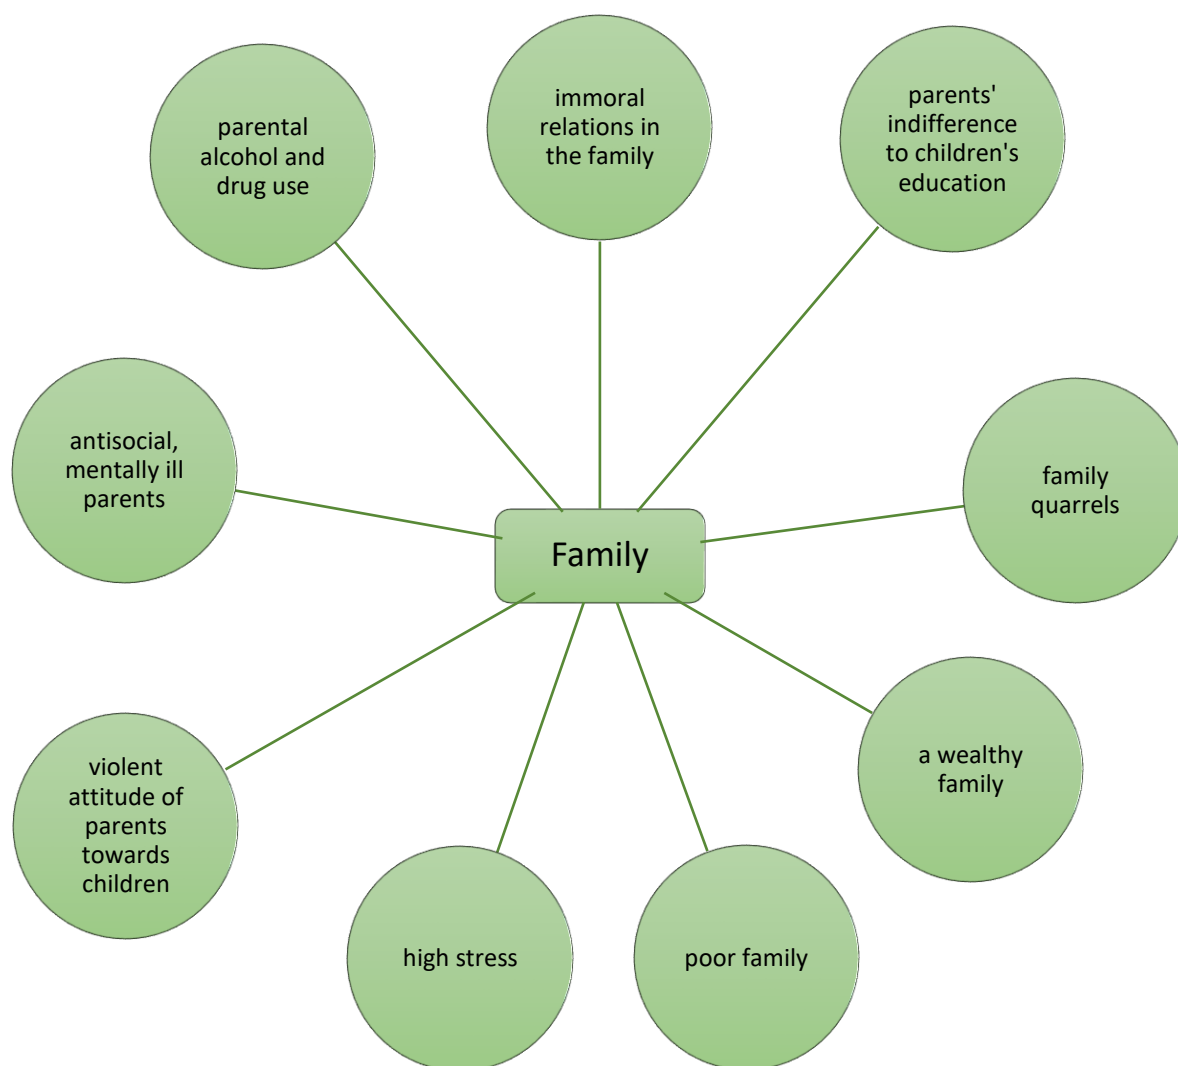 parental
alcohol and
drug use
immoral
relations in
the family
parents'
indifference
to children's
education
antisocial,
mentally ill
parents
family
quarrels
Family
violent
attitude of
parents
towards
children
a wealthy
family
high stress
poor family